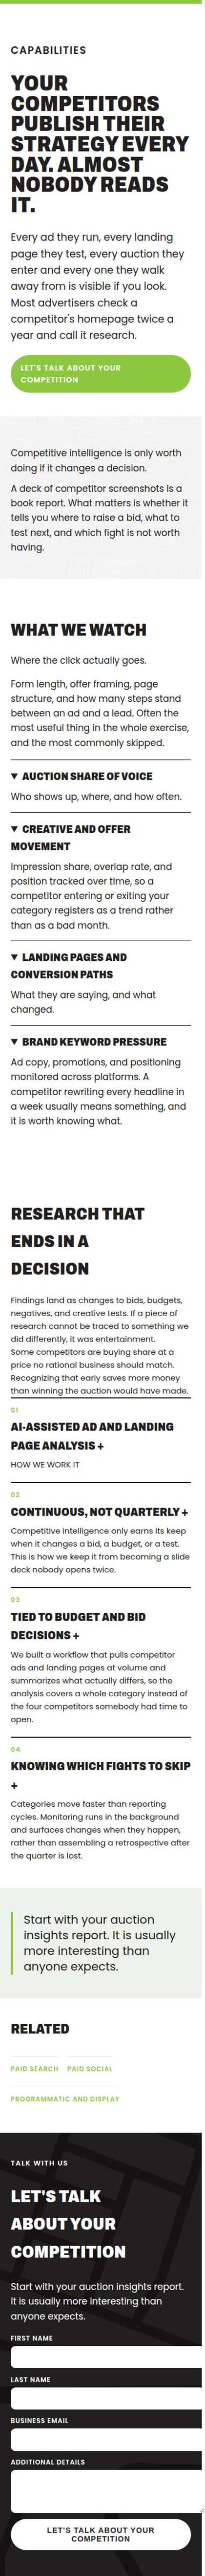 CAPABILITIES
YOUR
COMPETITORS
PUBLISH THEIR
STRATEGY EVERY
DAY. ALMOST
NOBODY READS
IT.
Every ad they run, every landing
page they test, every auction they
enter and every one they walk
away from is visible if you look.
Most advertisers check a
competitor's homepage twice a
year and call it research.
LET'S TALK ABOUT YOUR
COMPETITION
Competitive intelligence is only worth
doing if it changes a decision.
A deck of competitor screenshots is a
book report. What matters is whether it
tells you where to raise a bid, what to
test next, and which fight is not worth
having.
WHAT WE WATCH
Where the click actually goes.
Form length, offer framing, page
structure, and how many steps stand
between an ad and a lead. Often the
most useful thing in the whole exercise,
and the most commonly skipped.
▼ AUCTION SHARE OF VOICE
Who shows up, where, and how often.
▼ CREATIVE AND OFFER
MOVEMENT
Impression share, overlap rate, and
position tracked over time, so a
competitor entering or exiting your
category registers as a trend rather
than as a bad month.
▼ LANDING PAGES AND
CONVERSION PATHS
What they are saying, and what
changed.
▼ BRAND KEYWORD PRESSURE
Ad copy, promotions, and positioning
monitored across platforms. A
competitor rewriting every headline in
a week usually means something, and
it is worth knowing what.
RESEARCH THAT
ENDS IN A
DECISION
Findings land as changes to bids, budgets,
negatives, and creative tests. If a piece of
research cannot be traced to something we
did differently, it was entertainment.
Some competitors are buying share at a
price no rational business should match.
Recognizing that early saves more money
than winning the auction would have made.
01
AI-ASSISTED AD AND LANDING
PAGE ANALYSIS +
HOW WE WORK IT
02
CONTINUOUS, NOT QUARTERLY +
Competitive intelligence only earns its keep
when it changes a bid, a budget, or a test.
This is how we keep it from becoming a slide
deck nobody opens twice.
03
TIED TO BUDGET AND BID
DECISIONS +
We built a workflow that pulls competitor
ads and landing pages at volume and
summarizes what actually differs, so the
analysis covers a whole category instead of
the four competitors somebody had time to
open.
04
KNOWING WHICH FIGHTS TO SKIP
+
Categories move faster than reporting
cycles. Monitoring runs in the background
and surfaces changes when they happen,
rather than assembling a retrospective after
the quarter is lost.
Start with your auction
insights report. It is usually
more interesting than
anyone expects.
RELATED
PAID SEARCH PAID SOCIAL
PROGRAMMATIC AND DISPLAY
TALK WITH US
LET'S TALK
ABOUT YOUR
COMPETITION
Start with your auction insights report.
It is usually more interesting than
anyone expects.
FIRST NAME
LAST NAME
BUSINESS EMAIL
ADDITIONAL DETAILS
LET'S TALK ABOUT YOUR
COMPETITION